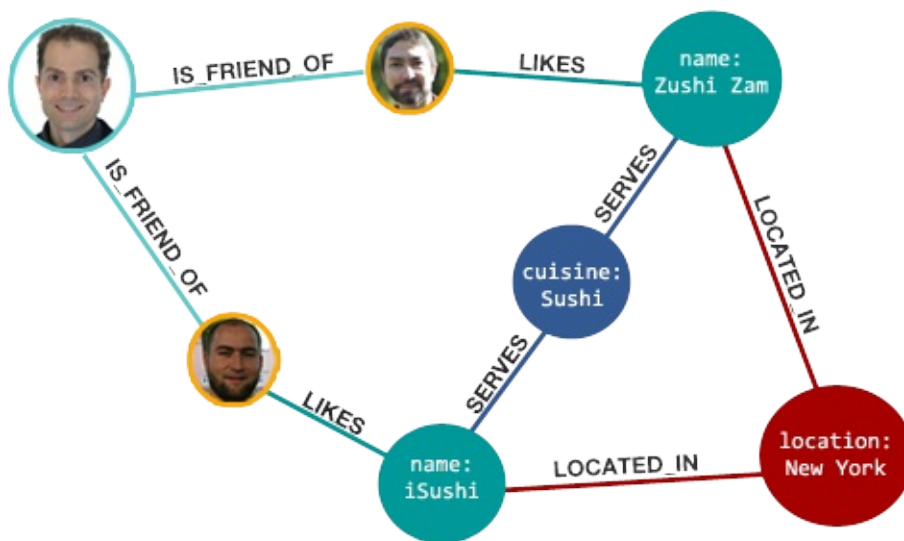 IS_FRIEND_OF
LIKES
name:
Zushi Zam
IS_FRIEND_OF
SERVES
LOCATED_IN
cuisine:
Sushi
SERVES
LIKES
name:
iSushi
LOCATED_IN
location:
New York